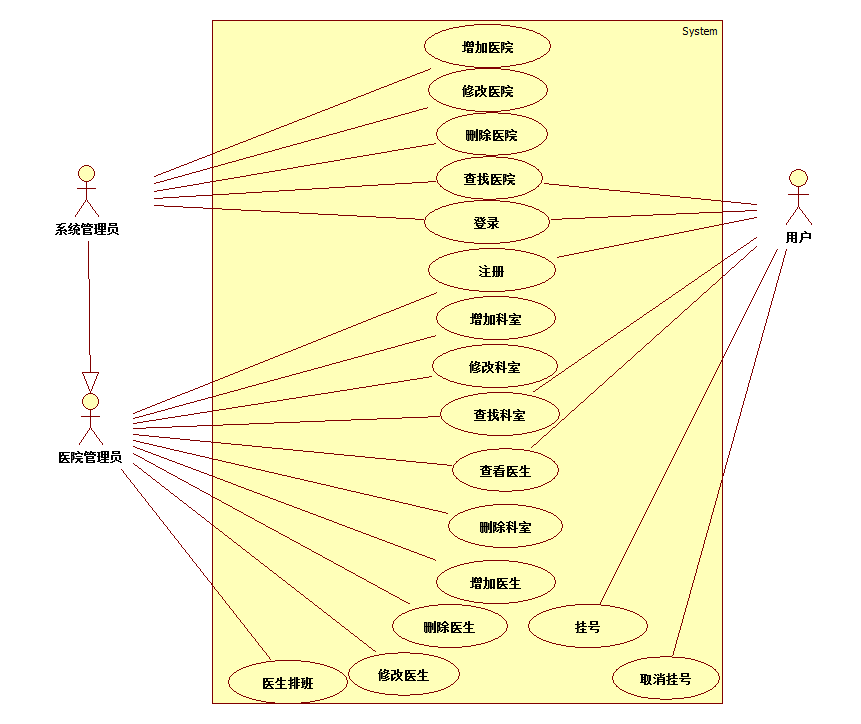 System
增加医院
修改医院
删除医院
查找医院
登录
注册
增加科室
修改科室
查找科室
查看医生
删除科室
增加医生
删除医生
挂号
修改医生
取消挂号
医生排班
系统管理员
用户
医院管理员